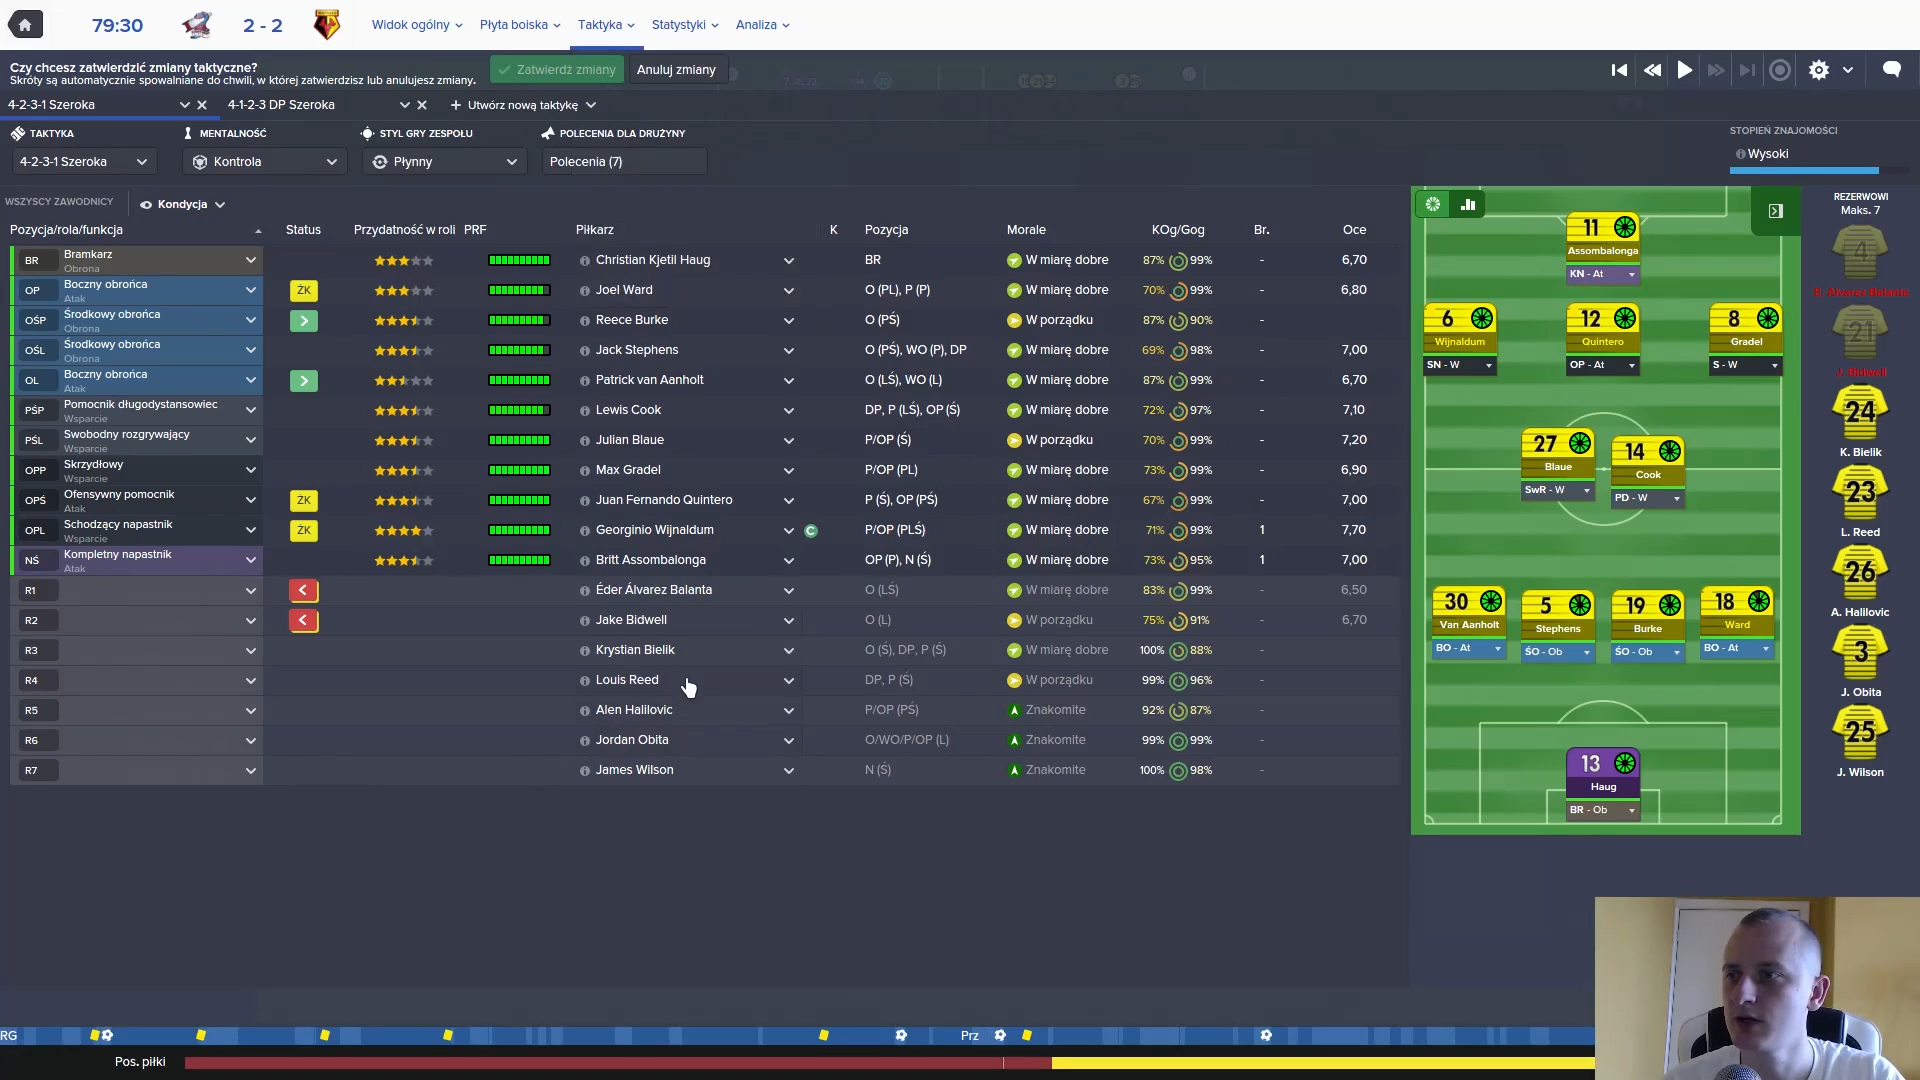 79:30
2 - 2
Widok ogólny
Płyta boiska
Taktyka
Statystyki
Analiza
Czy chcesz zatwierdzić zmiany taktyczne?
Skróty są automatycznie spowalniane do chwili, w której zatwierdzisz lub anulujesz zmiany.
Zatwierdź zmiany
Anuluj zmiany
4-2-3-1 Szeroka
4-1-2-3 DP Szeroka
Utwórz nową taktykę
TAKTYKA
MENTALNOŚĆ
STYL GRY ZESPOŁU
POLECENIA DLA DRUŻYNY
STOPIEŃ ZNAJOMOŚCI
4-2-3-1 Szeroka
Kontrola
Płynny
Polecenia (7)
Wysoki
WSZYSCY ZAWODNICY
Kondycja
Pozycja/rola/funkcja Status Przydatność w roli PRF Piłkarz K Pozycja Morale KOg/Gog Br. Oce
BR Bramkarz Obrona Christian Kjetil Haug BR W miarę dobre 87% 99% - 6,70
OP Boczny obrońca Atak ŻK Joel Ward O (PL), P (P) W miarę dobre 70% 99% - 6,80
OŚP Środkowy obrońca Obrona Reece Burke O (PŚ) W porządku 87% 90% -
OŚL Środkowy obrońca Obrona Jack Stephens O (PŚ), WO (P), DP W miarę dobre 69% 98% - 7,00
OL Boczny obrońca Atak Patrick van Aanholt O (LŚ), WO (L) W miarę dobre 87% 99% - 6,70
PŚP Pomocnik długodystansowiec Wsparcie Lewis Cook DP, P (LŚ), OP (Ś) W miarę dobre 72% 97% - 7,10
PŚL Swobodny rozgrywający Wsparcie Julian Blaue P/OP (Ś) W porządku 70% 99% - 7,20
OPP Skrzydłowy Wsparcie Max Gradel P/OP (PL) W miarę dobre 73% 99% - 6,90
OPŚ Ofensywny pomocnik Atak ŻK Juan Fernando Quintero P (Ś), OP (PŚ) W miarę dobre 67% 99% - 7,00
OPL Schodzący napastnik Wsparcie ŻK Georginio Wijnaldum C P/OP (PLŚ) W miarę dobre 71% 99% 1 7,70
NŚ Kompletny napastnik Atak Britt Assombalonga OP (P), N (Ś) W miarę dobre 73% 95% 1 7,00
R1 Éder Álvarez Balanta O (LŚ) W miarę dobre 83% 99% - 6,50
R2 Jake Bidwell O (L) W porządku 75% 91% - 6,70
R3 Krystian Bielik O (Ś), DP, P (Ś) W miarę dobre 100% 88% -
R4 Louis Reed DP, P (Ś) W porządku 99% 96% -
R5 Alen Halilovic P/OP (PŚ) Znakomite 92% 87% -
R6 Jordan Obita O/WO/P/OP (L) Znakomite 99% 99% -
R7 James Wilson N (Ś) Znakomite 100% 98% -
11
Assombalonga
KN - At
6 12 8
Wijnaldum Quintero Gradel
SN - W OP - At S - W
27 14
Blaue Cook
SwR - W PD - W
30 5 19 18
Van Aanholt Stephens Burke Ward
BO - At ŚO - Ob ŚO - Ob BO - At
13
Haug
BR - Ob
REZERWOWI
Maks. 7
4
E. Álvarez Balanta
21
J. Bidwell
24
K. Bielik
23
L. Reed
26
A. Halilovic
3
J. Obita
25
J. Wilson
RG
Prz
Pos. piłki